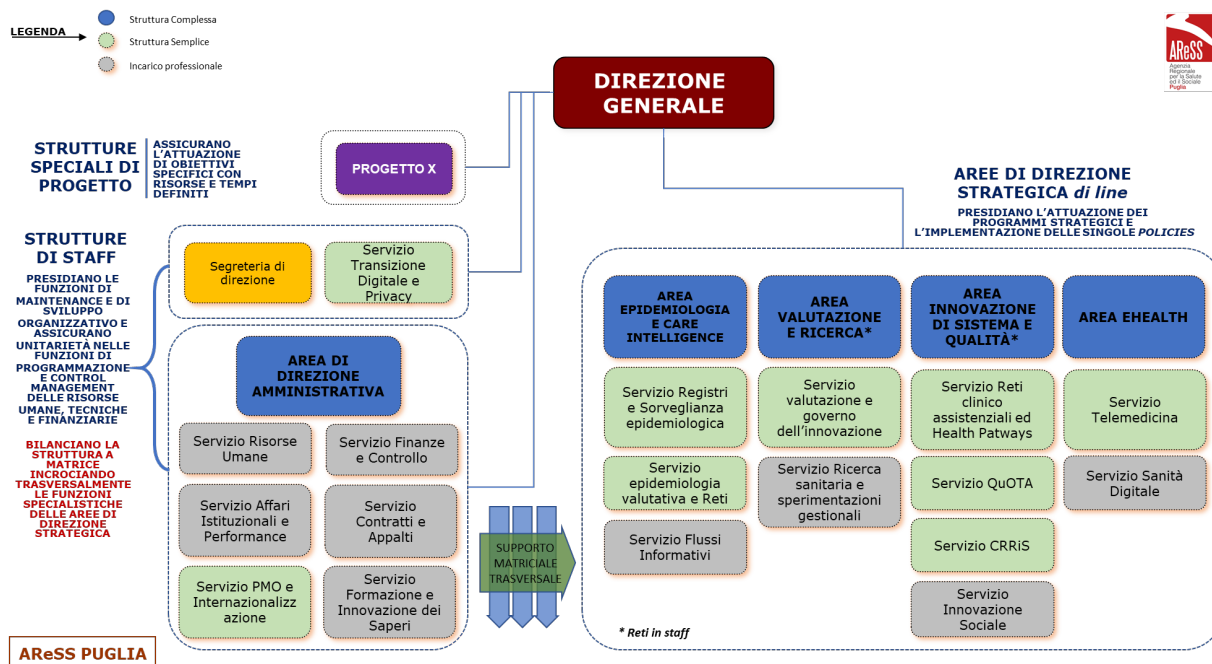 LEGENDA
Struttura Complessa
Struttura Semplice
Incarico professionale
DIREZIONE
GENERALE
AReSS
Agenzia
Regionale
per la Salute
ed il Sociale
Puglia
STRUTTURE
SPECIALI DI
PROGETTO
ASSICURANO
L'ATTUAZIONE
DI OBIETTIVI
SPECIFICI CON
RISORSE E TEMPI
DEFINITI
PROGETTO X
AREE DI DIREZIONE
STRATEGICA di line
PRESIDIANO L'ATTUAZIONE DEI
PROGRAMMI STRATEGICI E
L'IMPLEMENTAZIONE DELLE SINGOLE POLICIES
STRUTTURE
DI STAFF
PRESIDIANO LE
FUNZIONI DI
MAINTENANCE E DI
SVILUPPO
ORGANIZZATIVO E
ASSICURANO
UNITARIETÀ NELLE
FUNZIONI DI
PROGRAMMAZIONE
E CONTROL
MANAGEMENT
DELLE RISORSE
UMANE, TECNICHE
E FINANZIARIE
BILANCIANO LA
STRUTTURA A
MATRICE
INCROCIANDO
TRASVERSALMENTE
LE FUNZIONI
SPECIALISTICHE
DELLE AREE DI
DIREZIONE
STRATEGICA
Segreteria di
direzione
Servizio
Transizione
Digitale e
Privacy
AREA DI
DIREZIONE
AMMINISTRATIVA
Servizio Risorse
Umane
Servizio Finanze
e Controllo
Servizio Affari
Istituzionali e
Performance
Servizio
Contratti e
Appalti
Servizio PMO e
Internazionalizz
azione
Servizio
Formazione e
Innovazione dei
Saperi
SUPPORTO
MATRICIALE
TRASVERSALE
AREA
EPIDEMIOLOGIA
E CARE
INTELLIGENCE
Servizio Registri
e Sorveglianza
epidemiologica
Servizio
epidemiologia
valutativa e Reti
Servizio Flussi
Informativi
AREA
VALUTAZIONE
E RICERCA*
Servizio
valutazione e
governo
dell'innovazione
Servizio Ricerca
sanitaria e
sperimentazioni
gestionali
AREA
INNOVAZIONE
DI SISTEMA E
QUALITÀ*
Servizio Reti
clinico
assistenziali ed
Health Patways
Servizio QuOTA
Servizio CRRiS
Servizio
Innovazione
Sociale
AREA EHEALTH
Servizio
Telemedicina
Servizio Sanità
Digitale
* Reti in staff
AReSS PUGLIA